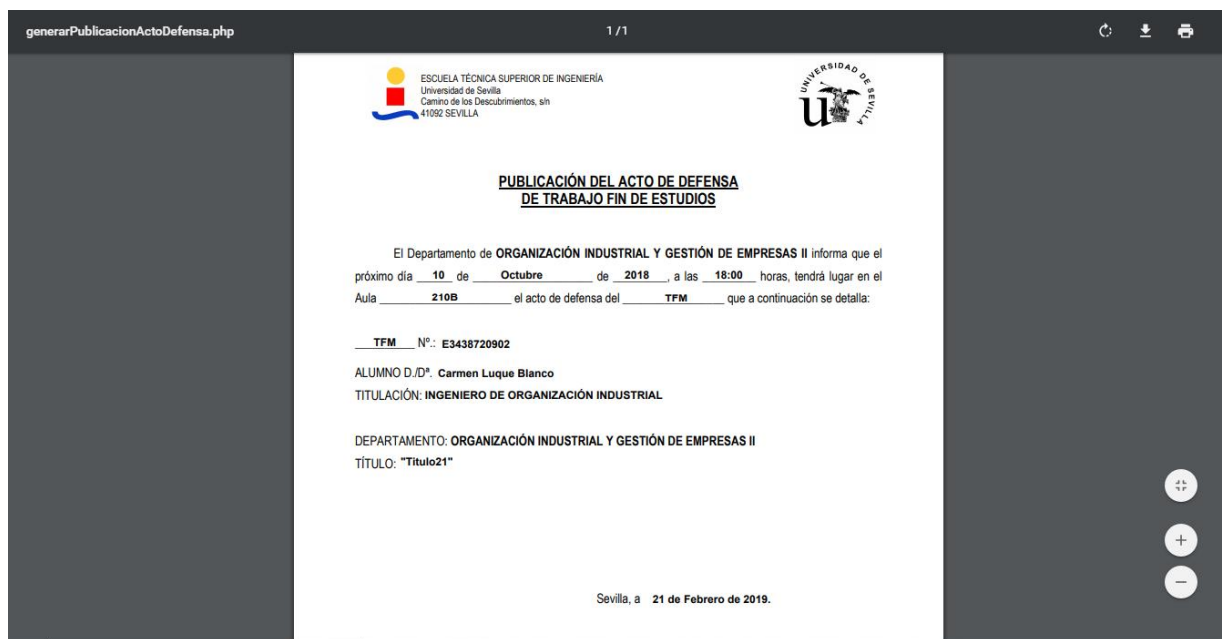 generarPublicacionActoDefensa.php
1 / 1
ESCUELA TÉCNICA SUPERIOR DE INGENIERÍA
Universidad de Sevilla
Camino de los Descubrimientos, s/n
41092 SEVILLA
UNIVERSIDAD DE SEVILLA
PUBLICACIÓN DEL ACTO DE DEFENSA
DE TRABAJO FIN DE ESTUDIOS
El Departamento de ORGANIZACIÓN INDUSTRIAL Y GESTIÓN DE EMPRESAS II informa que el
próximo día 10 de Octubre de 2018, a las 18:00 horas, tendrá lugar en el
Aula 210B el acto de defensa del TFM que a continuación se detalla:
TFM Nº.: E3438720902
ALUMNO D./Dª. Carmen Luque Blanco
TITULACIÓN: INGENIERO DE ORGANIZACIÓN INDUSTRIAL
DEPARTAMENTO: ORGANIZACIÓN INDUSTRIAL Y GESTIÓN DE EMPRESAS II
TÍTULO: "Titulo21"
Sevilla, a 21 de Febrero de 2019.